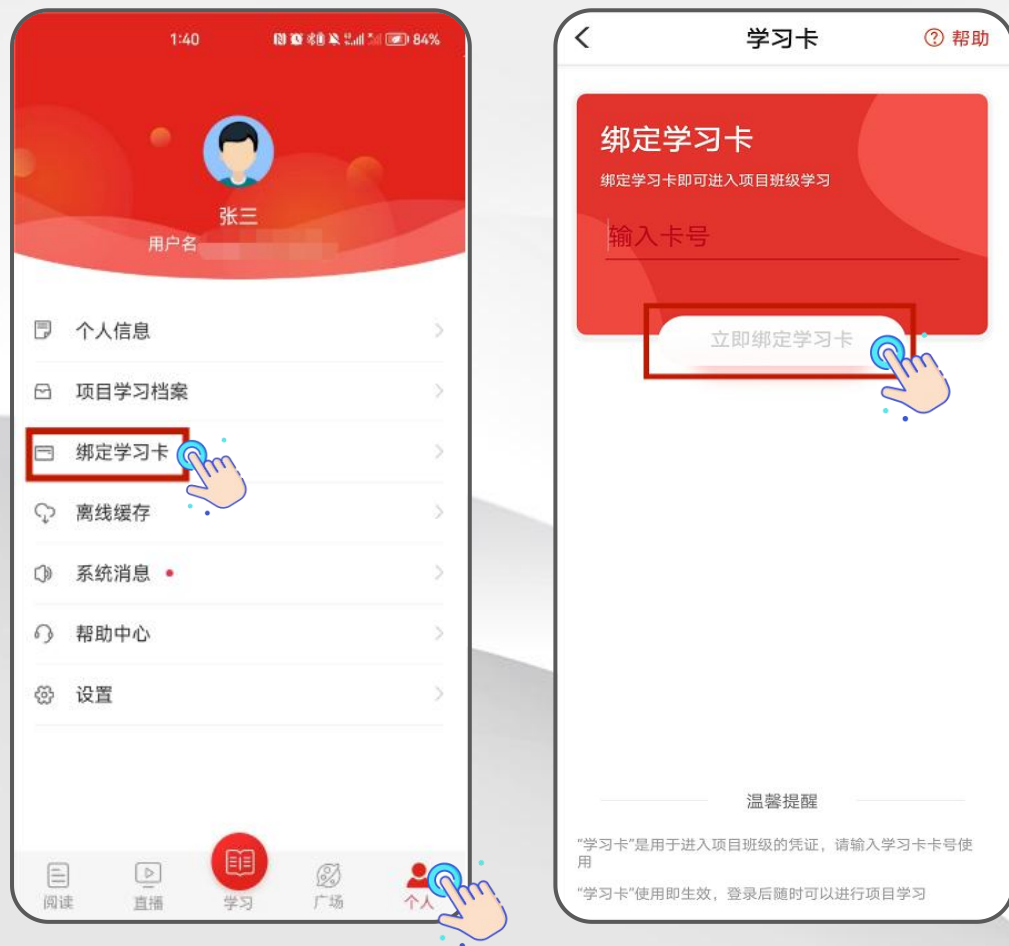 1:40
84%
张三
用户名
个人信息
项目学习档案
绑定学习卡
离线缓存
系统消息
帮助中心
设置
阅读
直播
学习
广场
个人
学习卡
帮助
绑定学习卡
绑定学习卡即可进入项目班级学习
输入卡号
立即绑定学习卡
温馨提醒
“学习卡”是用于进入项目班级的凭证，请输入学习卡卡号使
用
“学习卡”使用即生效，登录后随时可以进行项目学习